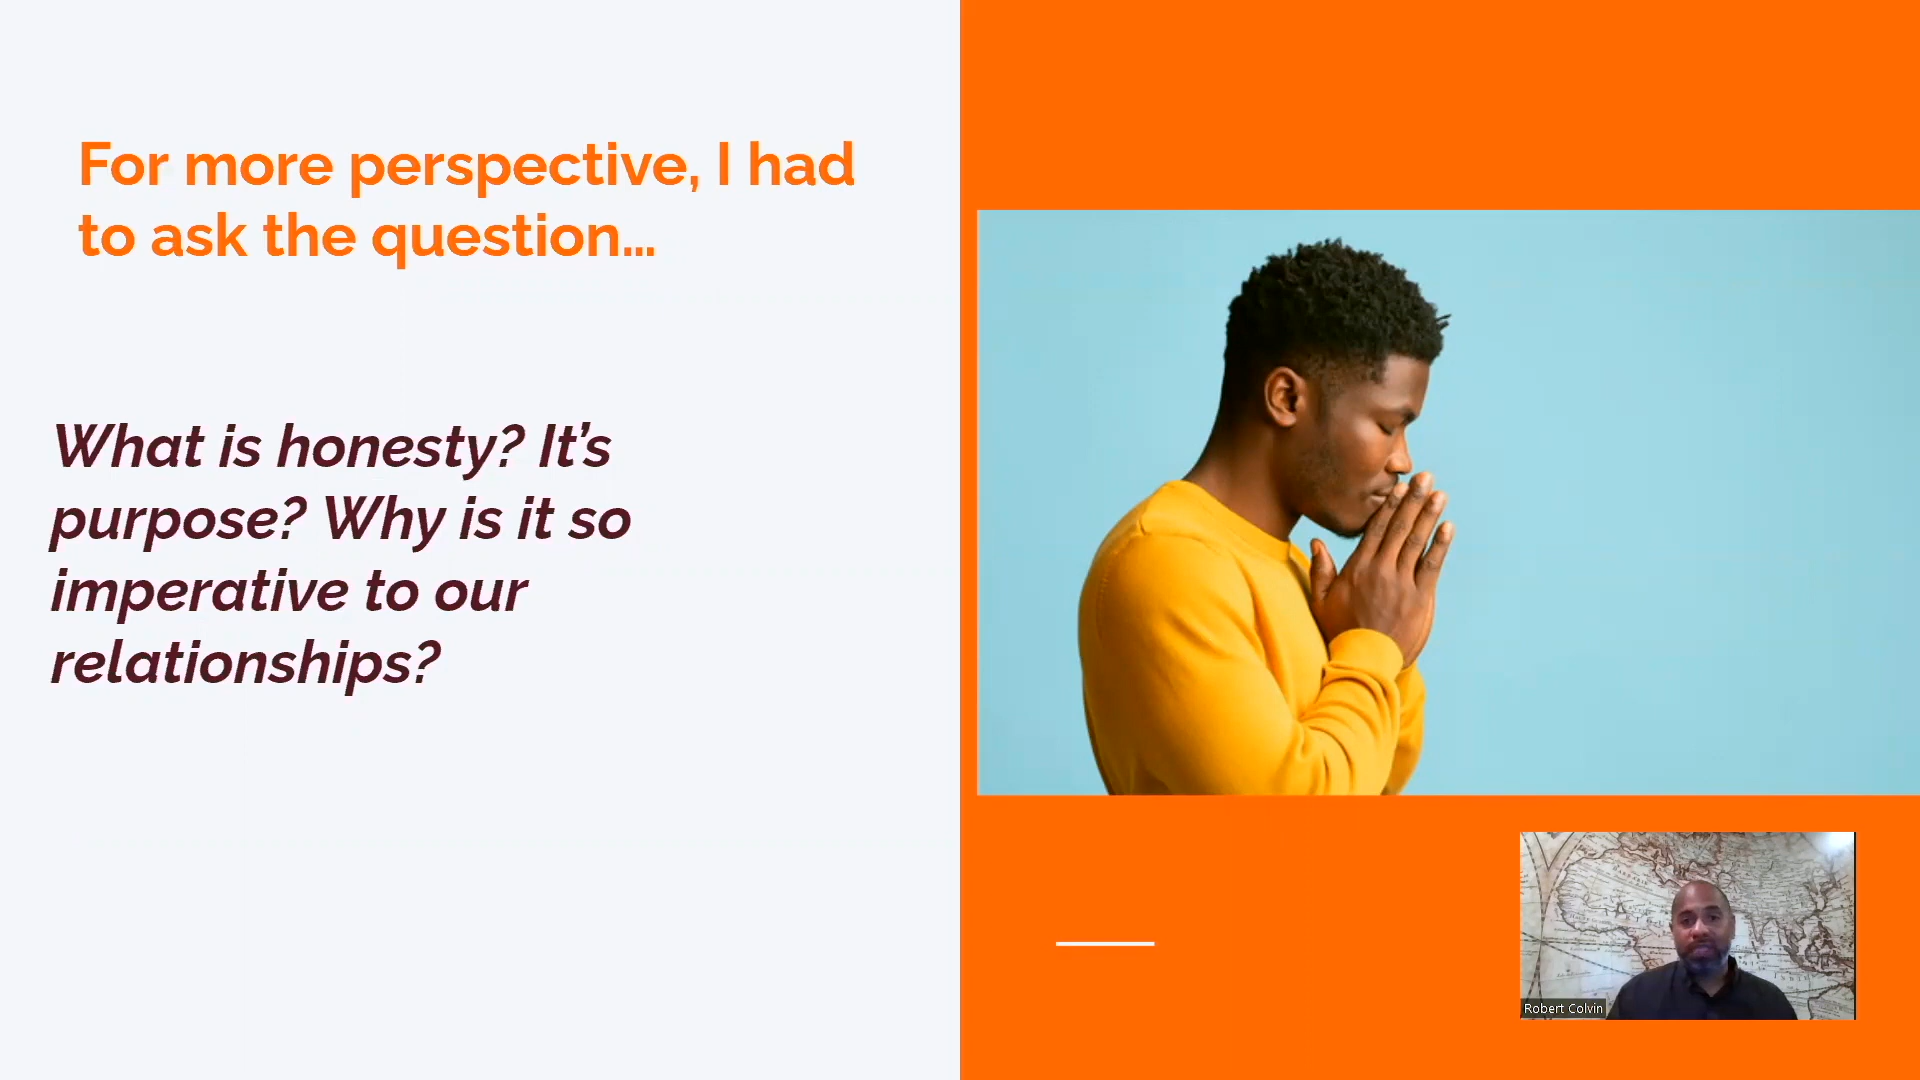 For more perspective, I had
to ask the question…
What is honesty? It’s
purpose? Why is it so
imperative to our
relationships?
Robert Colvin